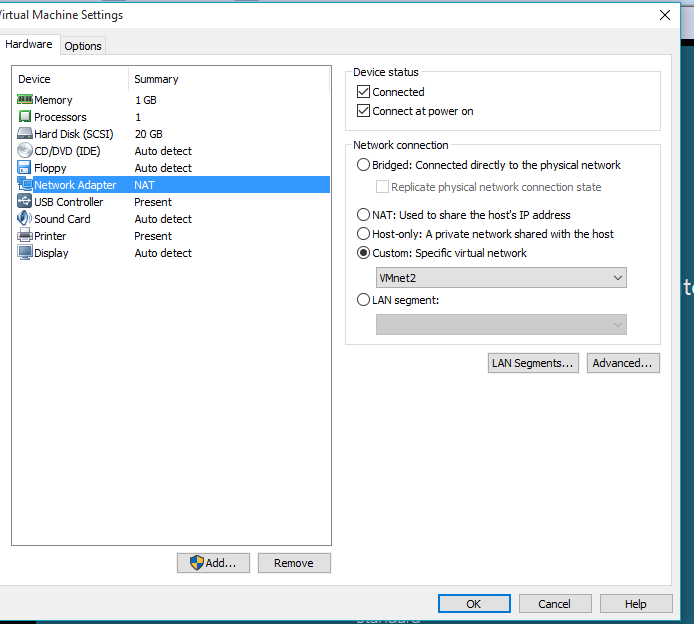 Virtual Machine Settings
Hardware
Options
Device Summary
Memory 1 GB
Processors 1
Hard Disk (SCSI) 20 GB
CD/DVD (IDE) Auto detect
Floppy Auto detect
Network Adapter NAT
USB Controller Present
Sound Card Auto detect
Printer Present
Display Auto detect
Add...
Remove
Device status
Connected
Connect at power on
Network connection
Bridged: Connected directly to the physical network
Replicate physical network connection state
NAT: Used to share the host's IP address
Host-only: A private network shared with the host
Custom: Specific virtual network
VMnet2
LAN segment:
LAN Segments...
Advanced...
OK
Cancel
Help